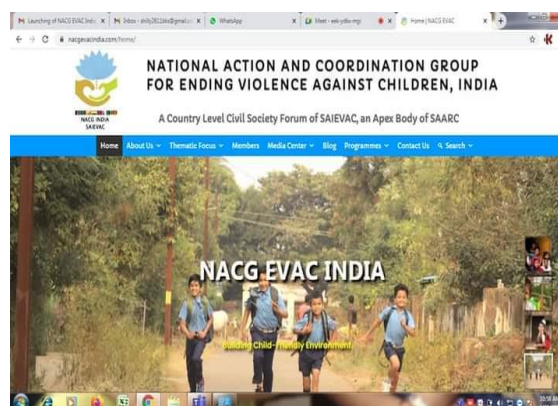 Launching of NACG EVAC Indi
WhatsApp
Home | NACG EVAC
nacgevacindia.com/home/
NATIONAL ACTION AND COORDINATION GROUP
FOR ENDING VIOLENCE AGAINST CHILDREN, INDIA
NACG INDIA
SAIEVAC
A Country Level Civil Society Forum of SAIEVAC, an Apex Body of SAARC
Home About Us Thematic Focus Members Media Center Blog Programmes Contact Us Search
NACG EVAC INDIA
Building Child-Friendly Environment